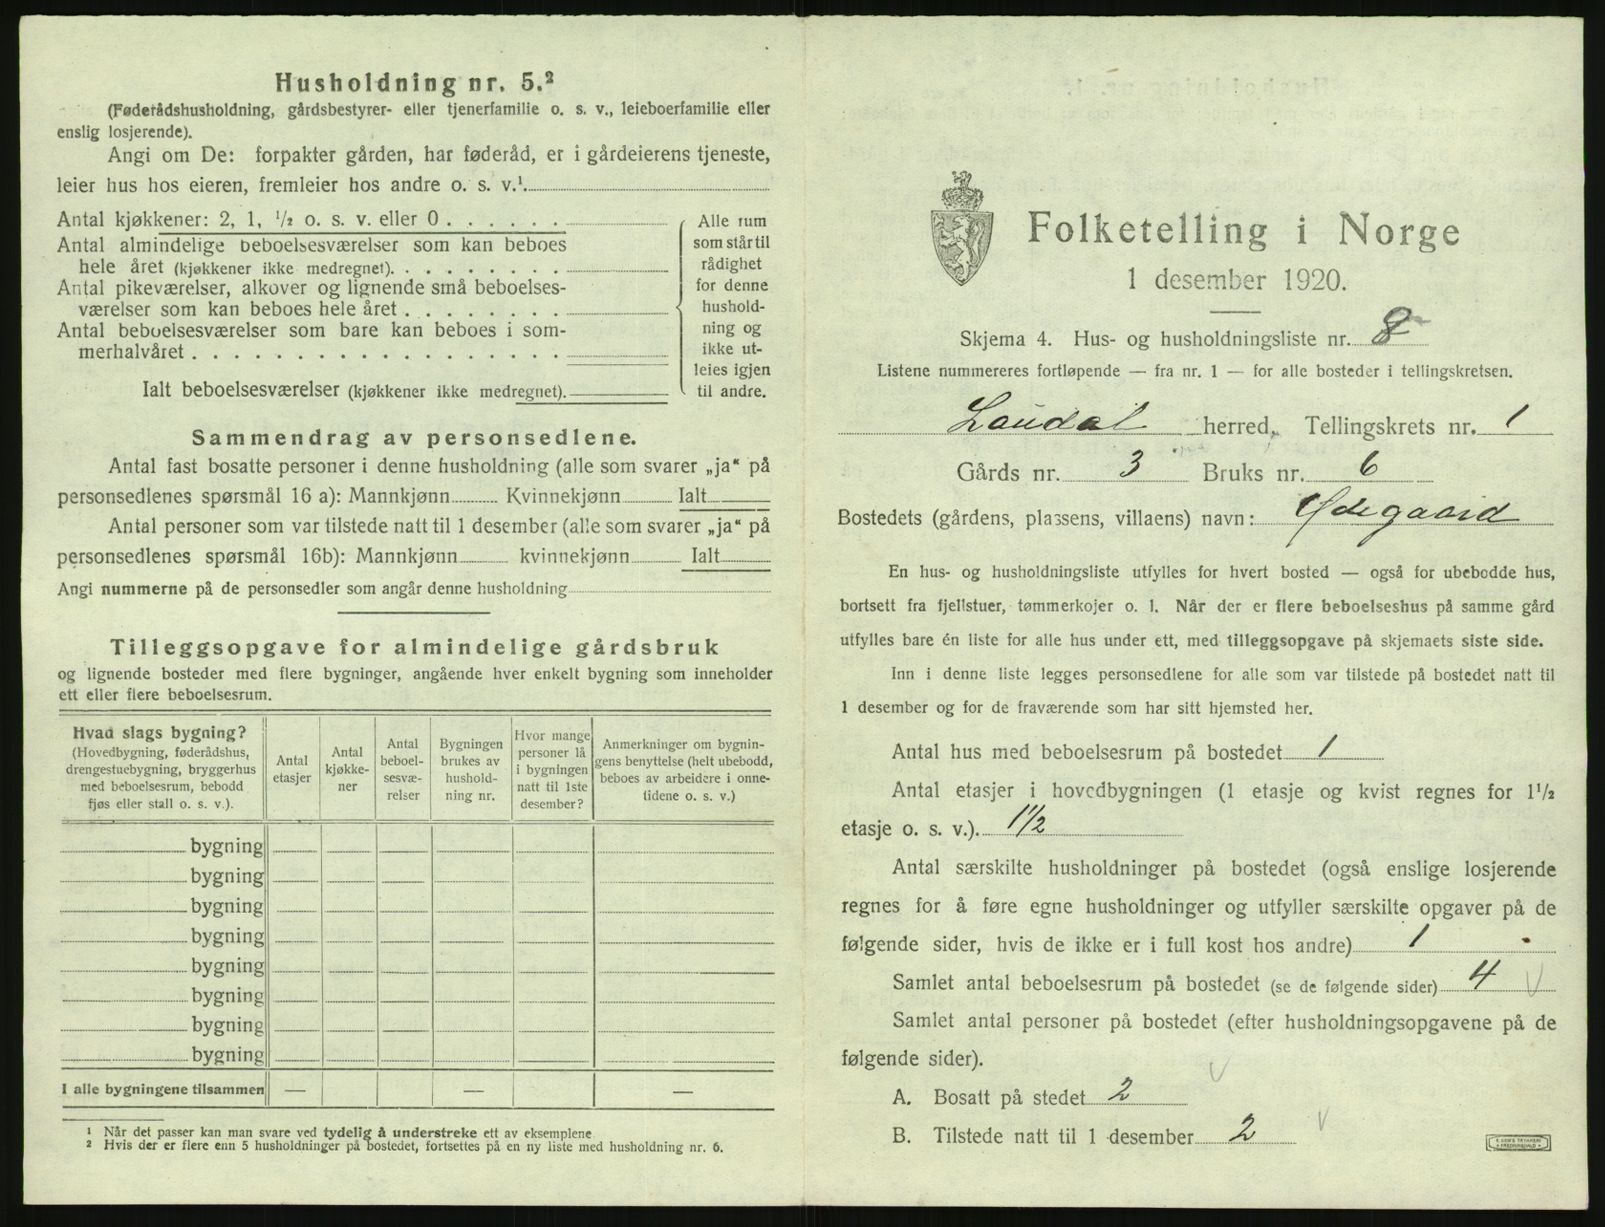 Husholdning nr. 5.²
(Føderådshusholdning, gårdsbestyrer- eller tjenerfamilie o. s. v., leieboerfamilie eller
enslig losjerende).
Angi om De: forpakter gården, har føderåd, er i gårdeierens tjeneste,
leier hus hos eieren, fremleier hos andre o. s. v.¹
Antal kjøkkener: 2, 1, ½ o. s. v. eller 0
Antal almindelige beboelsesværelser som kan beboes
hele året (kjøkkener ikke medregnet)
Antal pikeværelser, alkover og lignende små beboelses-
værelser som kan beboes hele året
Antal beboelsesværelser som bare kan beboes i som-
merhalvåret
Ialt beboelsesværelser (kjøkkener ikke medregnet)
Alle rum
som står til
rådighet
for denne
hushold-
ning og
ikke ut-
leies igjen
til andre.
Sammendrag av personsedlene.
Antal fast bosatte personer i denne husholdning (alle som svarer „ja“ på
personsedlenes spørsmål 16 a): Mannkjønn Kvinnekjønn Ialt
Antal personer som var tilstede natt til 1 desember (alle som svarer „ja“ på
personsedlenes spørsmål 16b): Mannkjønn kvinnekjønn Ialt
Angi nummerne på de personsedler som angår denne husholdning
Tilleggsopgave for almindelige gårdsbruk
og lignende bosteder med flere bygninger, angående hver enkelt bygning som inneholder
ett eller flere beboelsesrum.
Hvad slags bygning?
(Hovedbygning, føderådshus,
drengestuebygning, bryggerhus
med beboelsesrum, bebodd
fjøs eller stall o. s. v.).
Antal
etasjer
Antal
kjøkke-
ner
Antal
beboel-
sesvæ-
relser
Bygningen
brukes av
hushold-
ning nr.
Hvor mange
personer lå
i bygningen
natt til 1ste
desember?
Anmerkninger om bygnin-
gens benyttelse (helt ubebodd,
beboes av arbeidere i onne-
tidene o. s. v.)
bygning
bygning
bygning
bygning
bygning
bygning
bygning
bygning
I alle bygningene tilsammen — — —
¹ Når det passer kan man svare ved tydelig å understreke ett av eksemplene
² Hvis der er flere enn 5 husholdninger på bostedet, fortsettes på en ny liste med husholdning nr. 6.
Folketelling i Norge
1 desember 1920.
Skjema 4. Hus- og husholdningsliste nr. 8
Listene nummereres fortløpende — fra nr. 1 — for alle bosteder i tellingskretsen.
Laudal herred, Tellingskrets nr. 1
Gårds nr. 3 Bruks nr. 6
Bostedets (gårdens, plassens, villaens) navn: Ødegaard
En hus- og husholdningsliste utfylles for hvert bosted — også for ubebodde hus,
bortsett fra fjellstuer, tømmerkojer o. l. Når der er flere beboelseshus på samme gård
utfylles bare én liste for alle hus under ett, med tilleggsopgave på skjemaets siste side.
Inn i denne liste legges personsedlene for alle som var tilstede på bostedet natt til
1 desember og for de fraværende som har sitt hjemsted her.
Antal hus med beboelsesrum på bostedet 1
Antal etasjer i hovedbygningen (1 etasje og kvist regnes for 1½
etasje o. s. v.). 1½
Antal særskilte husholdninger på bostedet (også enslige losjerende
regnes for å føre egne husholdninger og utfyller særskilte opgaver på de
følgende sider, hvis de ikke er i full kost hos andre) 1
Samlet antal beboelsesrum på bostedet (se de følgende sider) 4
Samlet antal personer på bostedet (efter husholdningsopgavene på de
følgende sider).
A. Bosatt på stedet 2
B. Tilstede natt til 1 desember 2